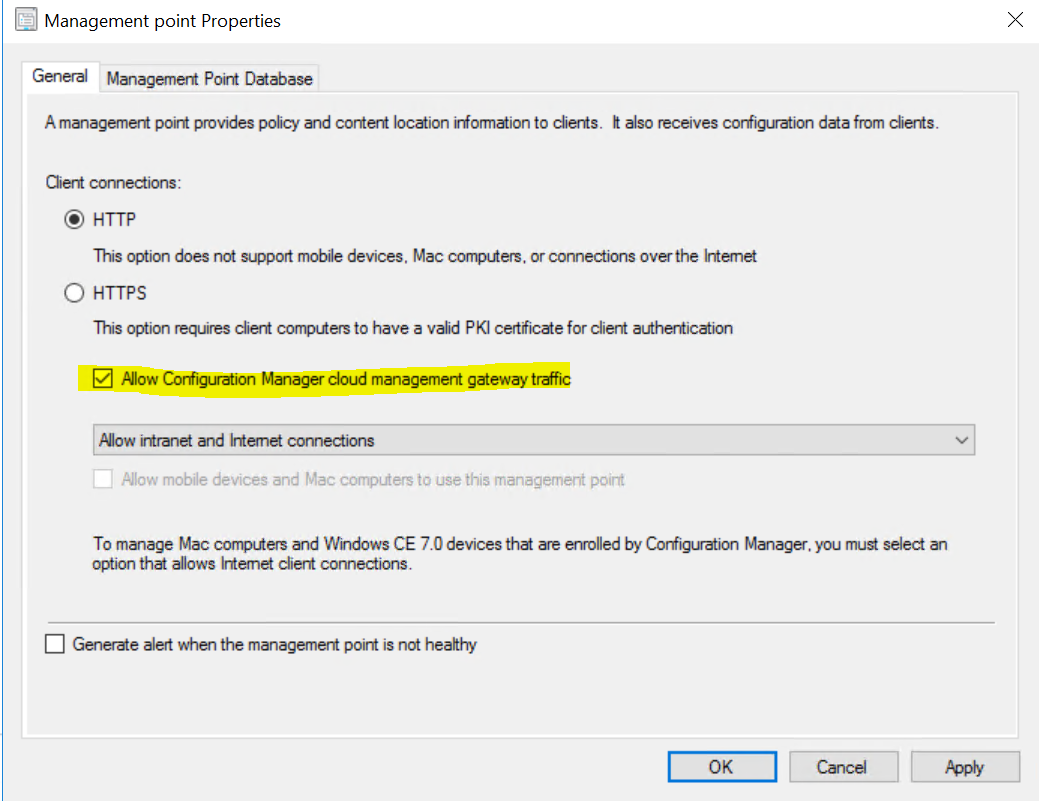 Management point Properties
General
Management Point Database
A management point provides policy and content location information to clients. It also receives configuration data from clients.
Client connections:
HTTP
This option does not support mobile devices, Mac computers, or connections over the Internet
HTTPS
This option requires client computers to have a valid PKI certificate for client authentication
Allow Configuration Manager cloud management gateway traffic
Allow intranet and Internet connections
Allow mobile devices and Mac computers to use this management point
To manage Mac computers and Windows CE 7.0 devices that are enrolled by Configuration Manager, you must select an
option that allows Internet client connections.
Generate alert when the management point is not healthy
OK
Cancel
Apply